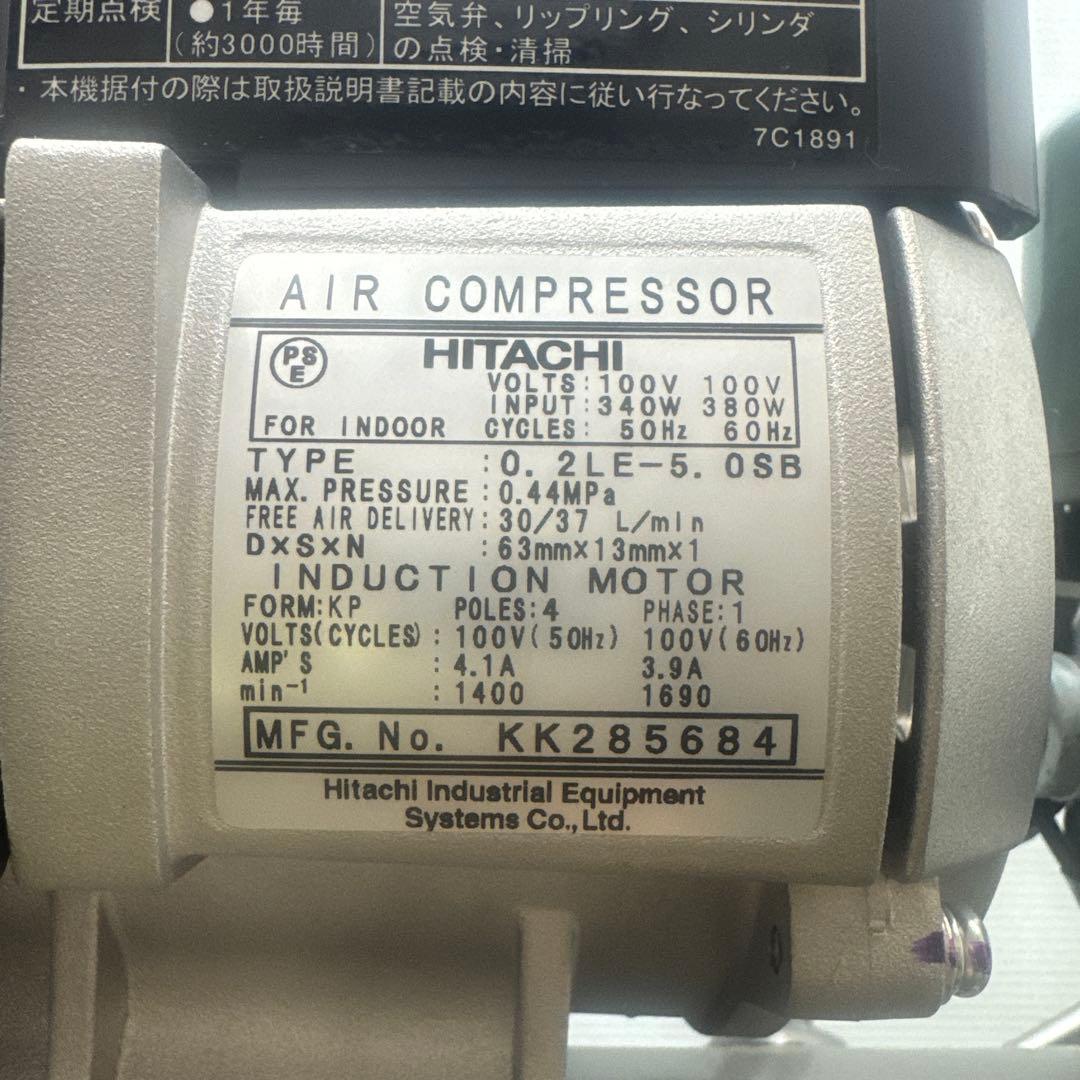 定期点検
●1年毎
(約3000時間)
空気弁、リップリング、シリンダ
の点検・清掃
・本機据付の際は取扱説明書記載の内容に従い行なってください。
7C1891
AIR COMPRESSOR
PS
E
HITACHI
VOLTS: 100V 100V
INPUT: 340W 380W
FOR INDOOR CYCLES: 50Hz 60Hz
TYPE :0.2LE-5.0SB
MAX. PRESSURE : 0.44MPa
FREE AIR DELIVERY: 30/37 L/min
D×S×N :63mm×13mm×1
INDUCTION MOTOR
FORM:KP POLES:4 PHASE:1
VOLTS(CYCLES) : 100V(50Hz) 100V(60Hz)
AMP'S : 4.1A 3.9A
min-1 : 1400 1690
MFG. No. KK285684
Hitachi Industrial Equipment
Systems Co., Ltd.